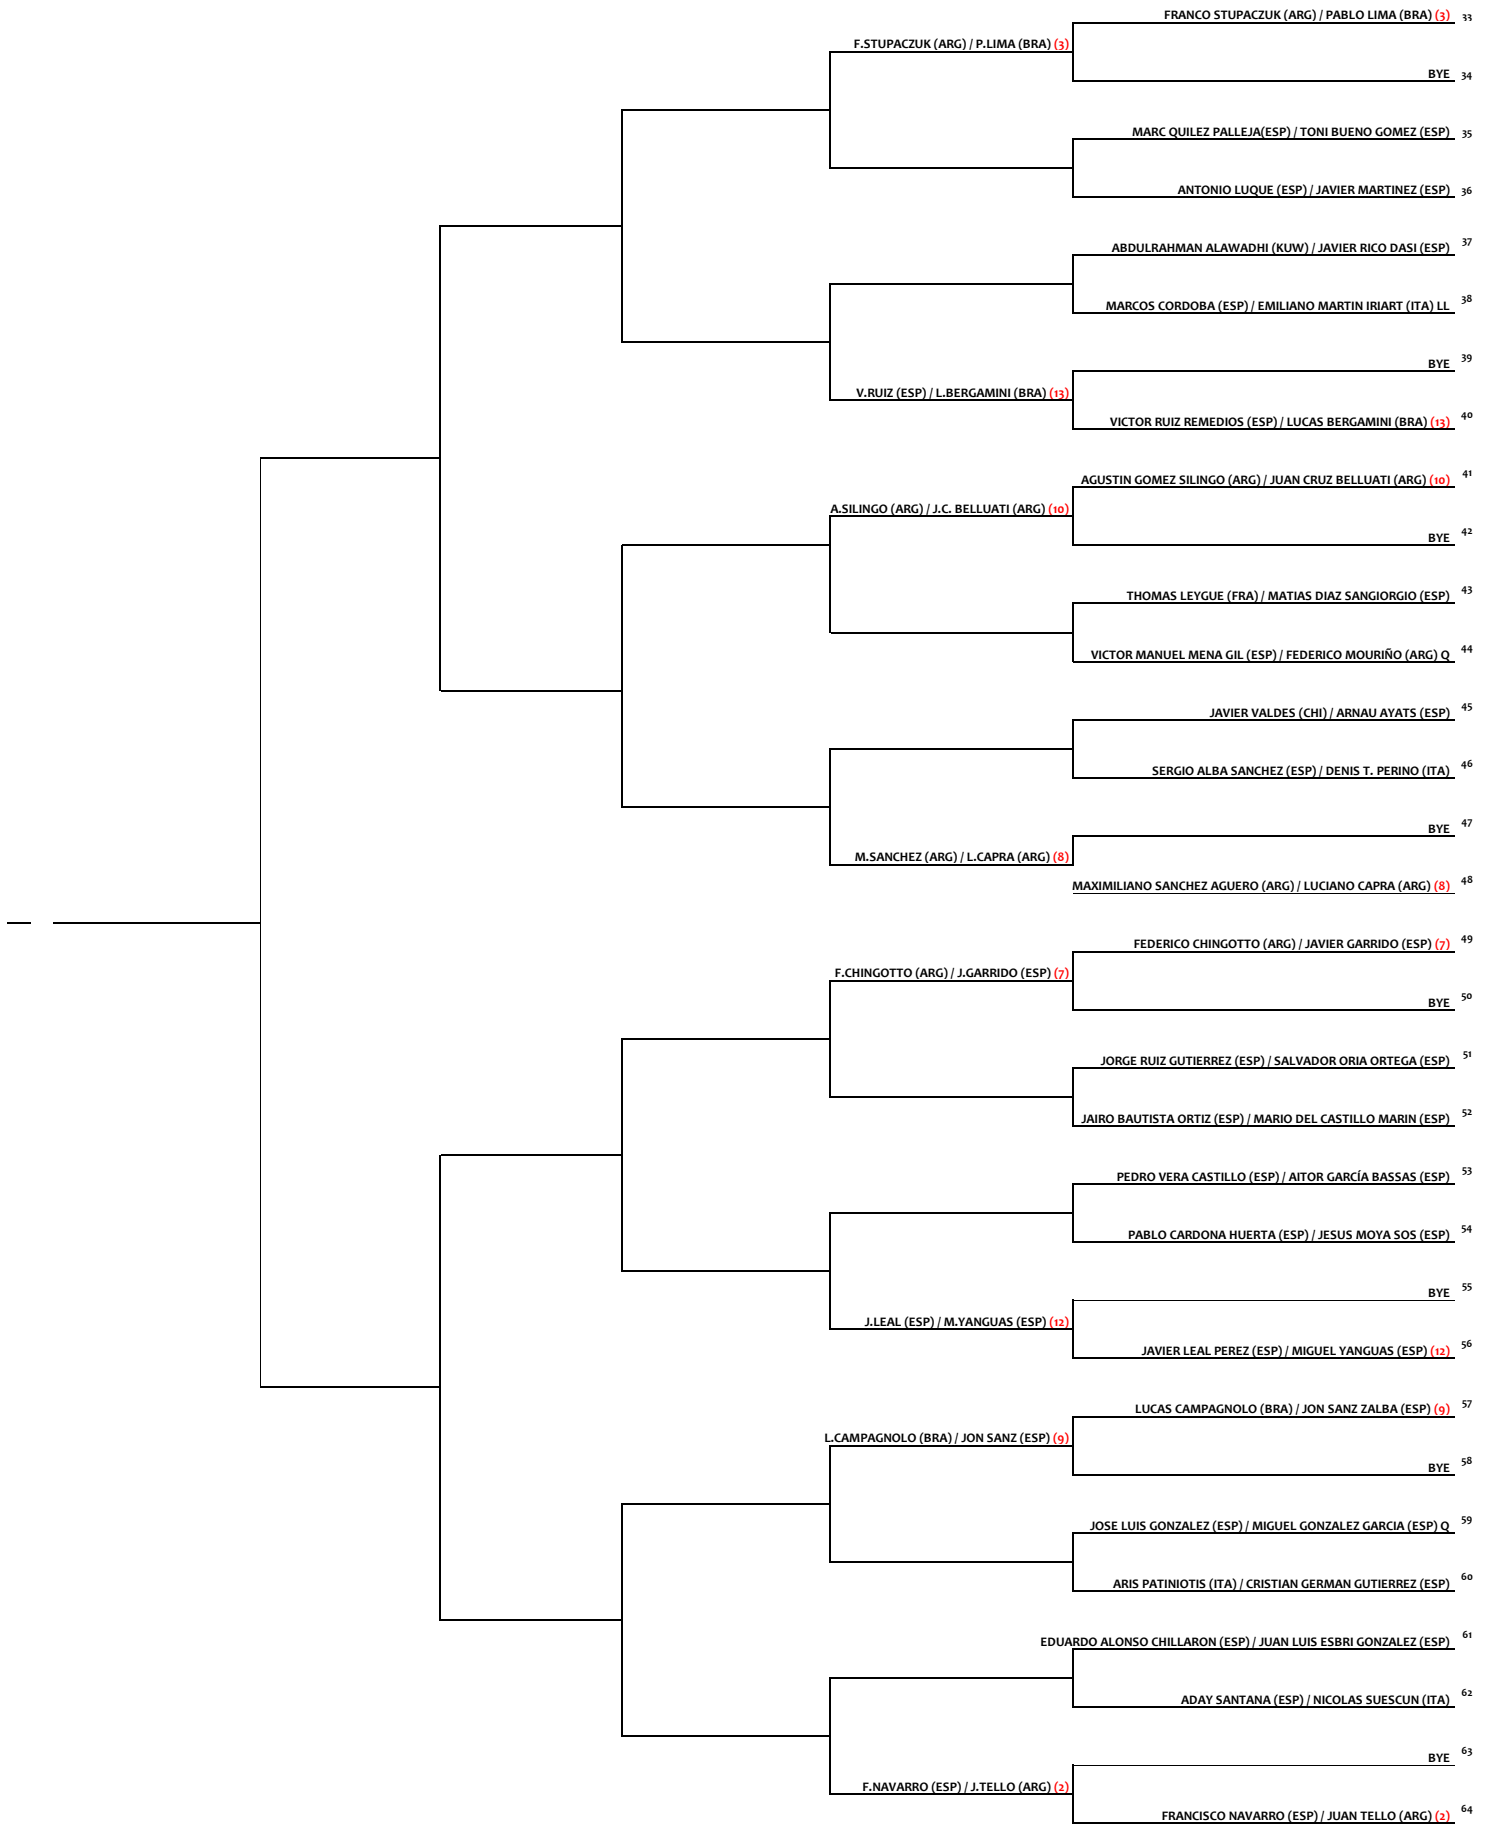 FRANCO STUPACZUK (ARG) / PABLO LIMA (BRA) (3) 33
F.STUPACZUK (ARG) / P.LIMA (BRA) (3)
BYE 34
MARC QUILEZ PALLEJA(ESP) / TONI BUENO GOMEZ (ESP) 35
ANTONIO LUQUE (ESP) / JAVIER MARTINEZ (ESP) 36
ABDULRAHMAN ALAWADHI (KUW) / JAVIER RICO DASI (ESP) 37
MARCOS CORDOBA (ESP) / EMILIANO MARTIN IRIART (ITA) LL 38
BYE 39
V.RUIZ (ESP) / L.BERGAMINI (BRA) (13)
VICTOR RUIZ REMEDIOS (ESP) / LUCAS BERGAMINI (BRA) (13) 40
AGUSTIN GOMEZ SILINGO (ARG) / JUAN CRUZ BELLUATI (ARG) (10) 41
A.SILINGO (ARG) / J.C. BELLUATI (ARG) (10)
BYE 42
THOMAS LEYGUE (FRA) / MATIAS DIAZ SANGIORGIO (ESP) 43
VICTOR MANUEL MENA GIL (ESP) / FEDERICO MOURIÑO (ARG) Q 44
JAVIER VALDES (CHI) / ARNAU AYATS (ESP) 45
SERGIO ALBA SANCHEZ (ESP) / DENIS T. PERINO (ITA) 46
BYE 47
M.SANCHEZ (ARG) / L.CAPRA (ARG) (8)
MAXIMILIANO SANCHEZ AGUERO (ARG) / LUCIANO CAPRA (ARG) (8) 48
FEDERICO CHINGOTTO (ARG) / JAVIER GARRIDO (ESP) (7) 49
F.CHINGOTTO (ARG) / J.GARRIDO (ESP) (7)
BYE 50
JORGE RUIZ GUTIERREZ (ESP) / SALVADOR ORIA ORTEGA (ESP) 51
JAIRO BAUTISTA ORTIZ (ESP) / MARIO DEL CASTILLO MARIN (ESP) 52
PEDRO VERA CASTILLO (ESP) / AITOR GARCÍA BASSAS (ESP) 53
PABLO CARDONA HUERTA (ESP) / JESUS MOYA SOS (ESP) 54
BYE 55
J.LEAL (ESP) / M.YANGUAS (ESP) (12)
JAVIER LEAL PEREZ (ESP) / MIGUEL YANGUAS (ESP) (12) 56
LUCAS CAMPAGNOLO (BRA) / JON SANZ ZALBA (ESP) (9) 57
L.CAMPAGNOLO (BRA) / JON SANZ (ESP) (9)
BYE 58
JOSE LUIS GONZALEZ (ESP) / MIGUEL GONZALEZ GARCIA (ESP) Q 59
ARIS PATINIOTIS (ITA) / CRISTIAN GERMAN GUTIERREZ (ESP) 60
EDUARDO ALONSO CHILLARON (ESP) / JUAN LUIS ESBRI GONZALEZ (ESP) 61
ADAY SANTANA (ESP) / NICOLAS SUESCUN (ITA) 62
BYE 63
F.NAVARRO (ESP) / J.TELLO (ARG) (2)
FRANCISCO NAVARRO (ESP) / JUAN TELLO (ARG) (2) 64